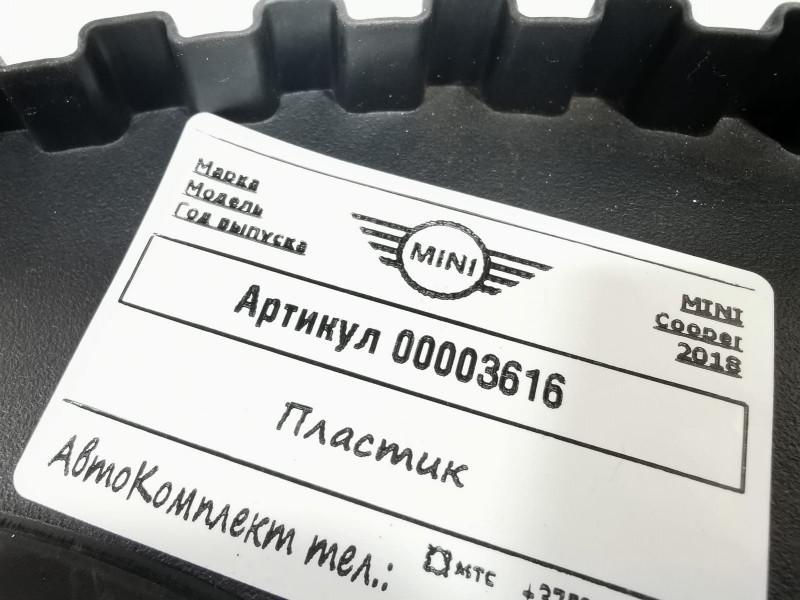 Марка
Модель
Год выпуска
MINI
MINI
Cooper
2018
Артикул 00003616
Пластик
АвтоКомплект тел.:
мтс